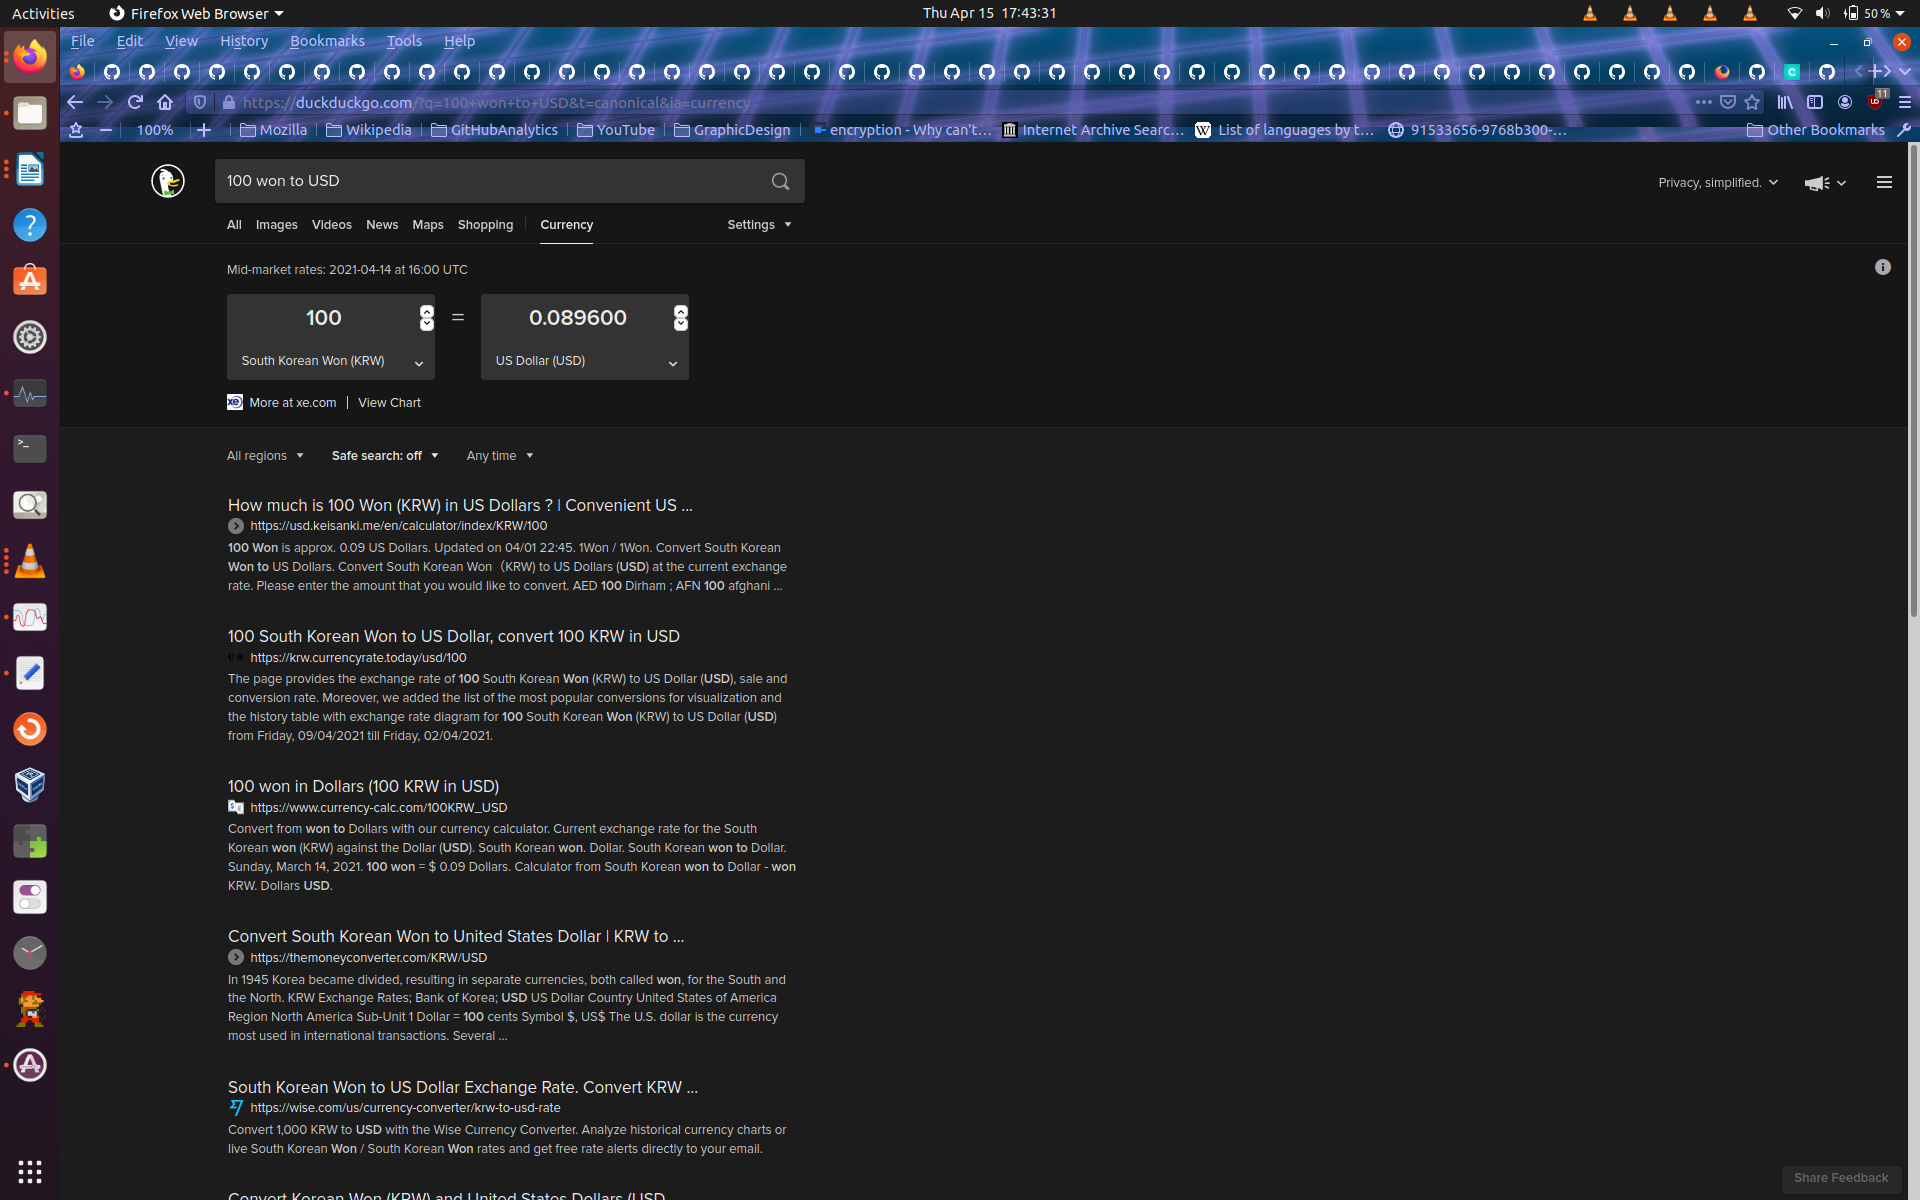 Activities
Firefox Web Browser
Thu Apr 15 17:43:31
50 %
File Edit View History Bookmarks Tools Help
https://duckduckgo.com/?q=100+won+to+USD&t=canonical&ia=currency
11
100%
Mozilla
Wikipedia
GitHubAnalytics
YouTube
GraphicDesign
encryption - Why can't…
Internet Archive Searc…
List of languages by t…
91533656-9768b300-…
Other Bookmarks
100 won to USD
Privacy, simplified.
All Images Videos News Maps Shopping Currency Settings
Mid-market rates: 2021-04-14 at 16:00 UTC
100 = 0.089600
South Korean Won (KRW) US Dollar (USD)
xe More at xe.com | View Chart
All regions Safe search: off Any time
How much is 100 Won (KRW) in US Dollars ? | Convenient US ...
https://usd.keisanki.me/en/calculator/index/KRW/100
100 Won is approx. 0.09 US Dollars. Updated on 04/01 22:45. 1Won / 1Won. Convert South Korean
Won to US Dollars. Convert South Korean Won（KRW) to US Dollars (USD) at the current exchange
rate. Please enter the amount that you would like to convert. AED 100 Dirham ; AFN 100 afghani ...
100 South Korean Won to US Dollar, convert 100 KRW in USD
https://krw.currencyrate.today/usd/100
The page provides the exchange rate of 100 South Korean Won (KRW) to US Dollar (USD), sale and
conversion rate. Moreover, we added the list of the most popular conversions for visualization and
the history table with exchange rate diagram for 100 South Korean Won (KRW) to US Dollar (USD)
from Friday, 09/04/2021 till Friday, 02/04/2021.
100 won in Dollars (100 KRW in USD)
https://www.currency-calc.com/100KRW_USD
Convert from won to Dollars with our currency calculator. Current exchange rate for the South
Korean won (KRW) against the Dollar (USD). South Korean won. Dollar. South Korean won to Dollar.
Sunday, March 14, 2021. 100 won = $ 0.09 Dollars. Calculator from South Korean won to Dollar - won
KRW. Dollars USD.
Convert South Korean Won to United States Dollar | KRW to ...
https://themoneyconverter.com/KRW/USD
In 1945 Korea became divided, resulting in separate currencies, both called won, for the South and
the North. KRW Exchange Rates; Bank of Korea; USD US Dollar Country United States of America
Region North America Sub-Unit 1 Dollar = 100 cents Symbol $, US$ The U.S. dollar is the currency
most used in international transactions. Several ...
South Korean Won to US Dollar Exchange Rate. Convert KRW ...
https://wise.com/us/currency-converter/krw-to-usd-rate
Convert 1,000 KRW to USD with the Wise Currency Converter. Analyze historical currency charts or
live South Korean Won / South Korean Won rates and get free rate alerts directly to your email.
Convert Korean Won (KRW) and United States Dollars (USD
Share Feedback